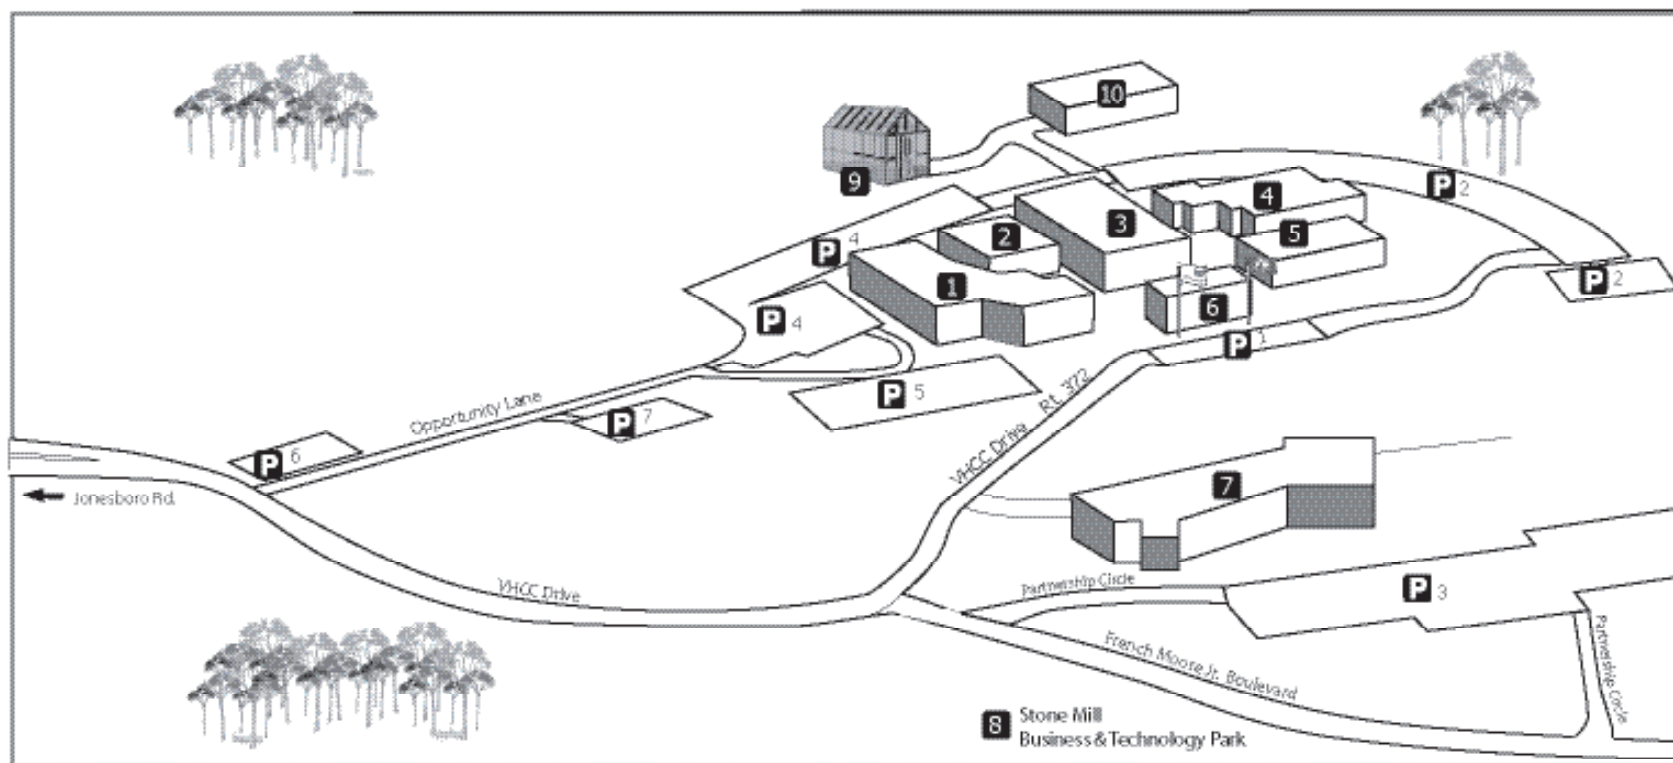 10
9
4
P 2
3
2
5
P 4
1
P 2
6
P 4
P 1
P 5
Opportunity Lane
P 7
VHCC Drive Rt. 372
P 6
Jonesboro Rd.
7
VHCC Drive
Partnership Circle
P 3
Partnership Circle
French Moore Jr. Boulevard
8 Stone Mill
Business & Technology Park